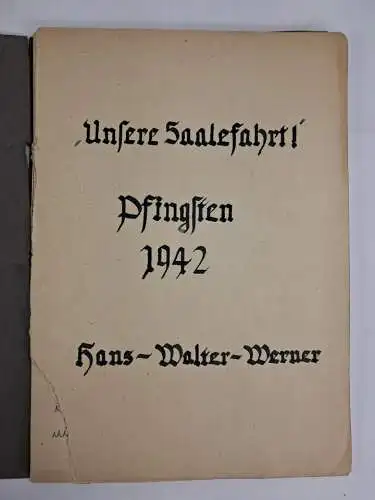 „Unsere Saalefahrt!“
Pfingsten
1942
Hans-Walter-Werner